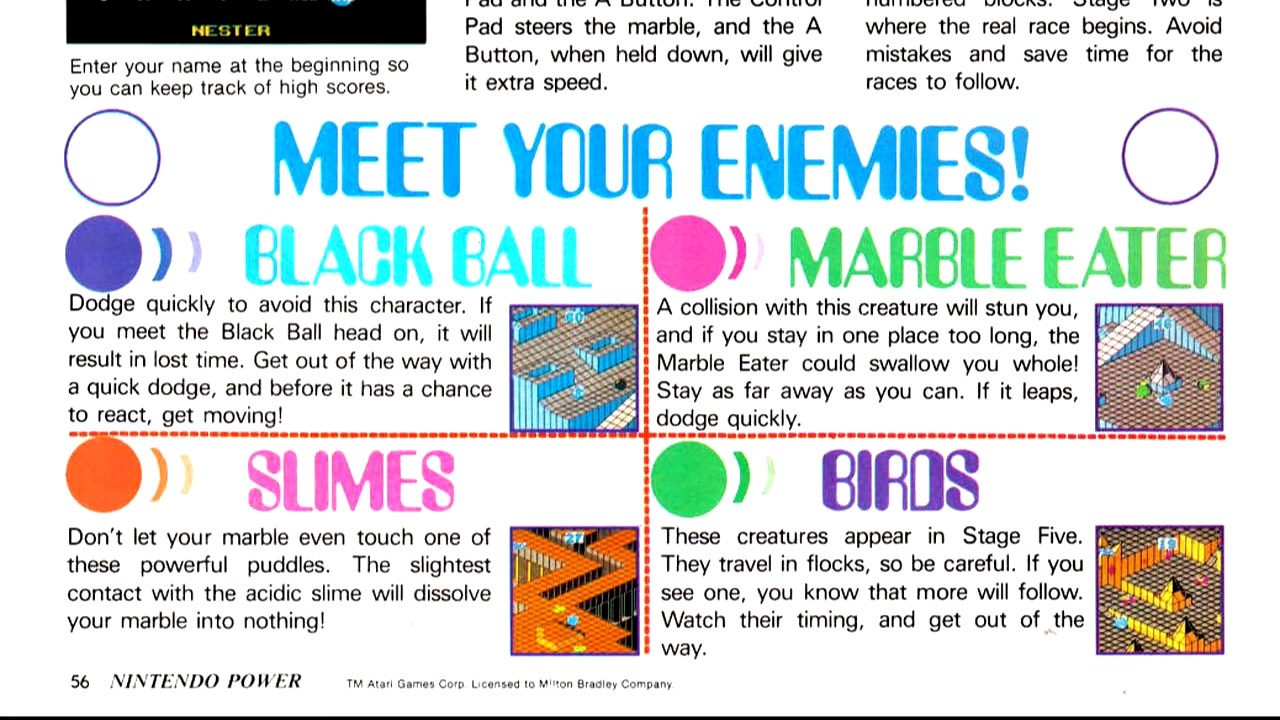 NESTER
Enter your name at the beginning so
you can keep track of high scores.
Pad and the A Button. The Control
Pad steers the marble, and the A
Button, when held down, will give
it extra speed.
numbered blocks. Stage Two is
where the real race begins. Avoid
mistakes and save time for the
races to follow.
MEET YOUR ENEMIES!
BLACK BALL
Dodge quickly to avoid this character. If
you meet the Black Ball head on, it will
result in lost time. Get out of the way with
a quick dodge, and before it has a chance
to react, get moving!
60
MARBLE EATER
A collision with this creature will stun you,
and if you stay in one place too long, the
Marble Eater could swallow you whole!
Stay as far away as you can. If it leaps,
dodge quickly.
46
SLIMES
Don't let your marble even touch one of
these powerful puddles. The slightest
contact with the acidic slime will dissolve
your marble into nothing!
27
BIRDS
These creatures appear in Stage Five.
They travel in flocks, so be careful. If you
see one, you know that more will follow.
Watch their timing, and get out of the
way.
19
56 NINTENDO POWER
TM Atari Games Corp. Licensed to Milton Bradley Company.